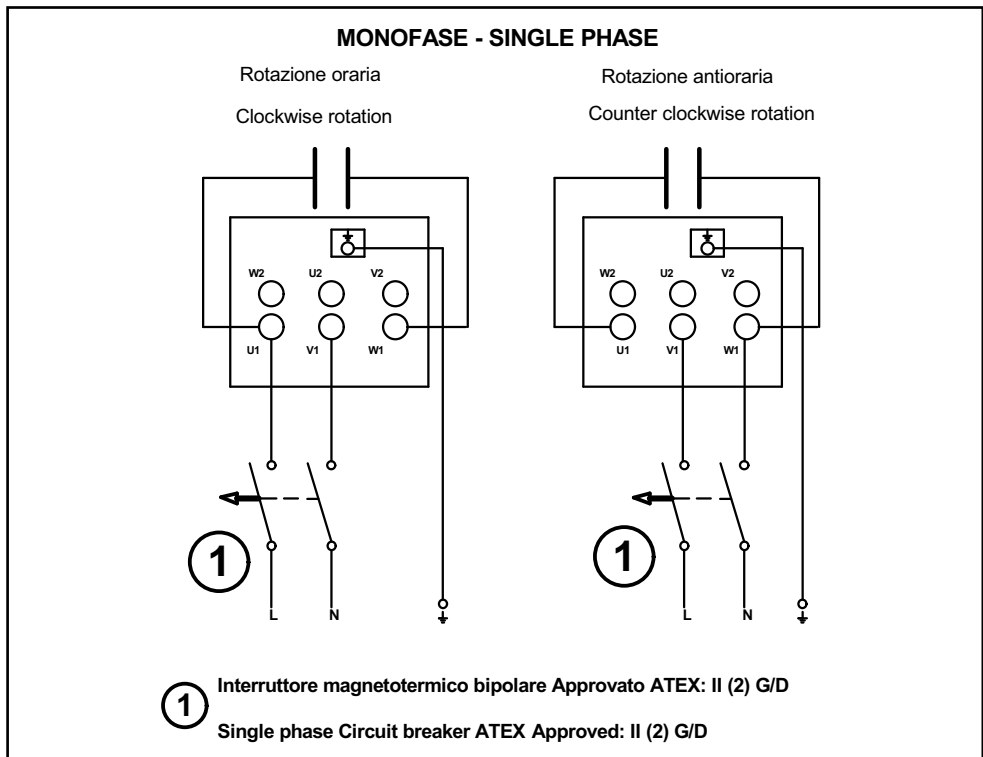 MONOFASE - SINGLE PHASE
Rotazione oraria
Clockwise rotation
W2 U2 V2
U1 V1 W1
1
L N
Rotazione antioraria
Counter clockwise rotation
W2 U2 V2
U1 V1 W1
1
L N
1
Interruttore magnetotermico bipolare Approvato ATEX: II (2) G/D
Single phase Circuit breaker ATEX Approved: II (2) G/D